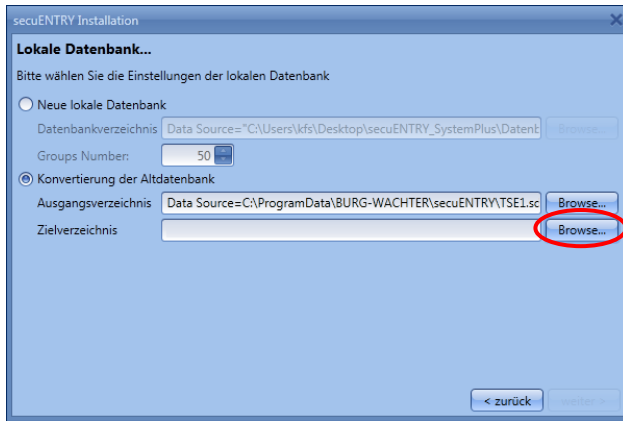 secuENTRY Installation
Lokale Datenbank...
Bitte wählen Sie die Einstellungen der lokalen Datenbank
Neue lokale Datenbank
Datenbankverzeichnis Data Source="C:\Users\kfs\Desktop\secuENTRY_SystemPlus\Datenb Browse...
Groups Number: 50
Konvertierung der Altdatenbank
Ausgangsverzeichnis Data Source=C:\ProgramData\BURG-WACHTER\secuENTRY\TSE1.sc Browse...
Zielverzeichnis Browse...
< zurück weiter >